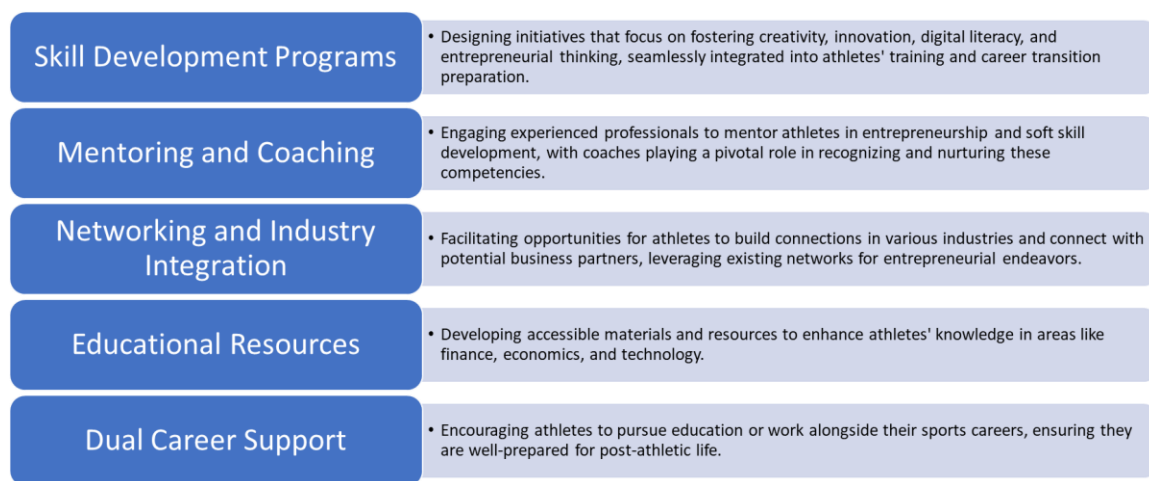 Skill Development Programs
• Designing initiatives that focus on fostering creativity, innovation, digital literacy, and
entrepreneurial thinking, seamlessly integrated into athletes' training and career transition
preparation.
Mentoring and Coaching
• Engaging experienced professionals to mentor athletes in entrepreneurship and soft skill
development, with coaches playing a pivotal role in recognizing and nurturing these
competencies.
Networking and Industry
Integration
• Facilitating opportunities for athletes to build connections in various industries and connect with
potential business partners, leveraging existing networks for entrepreneurial endeavors.
Educational Resources
• Developing accessible materials and resources to enhance athletes' knowledge in areas like
finance, economics, and technology.
Dual Career Support
• Encouraging athletes to pursue education or work alongside their sports careers, ensuring they
are well-prepared for post-athletic life.